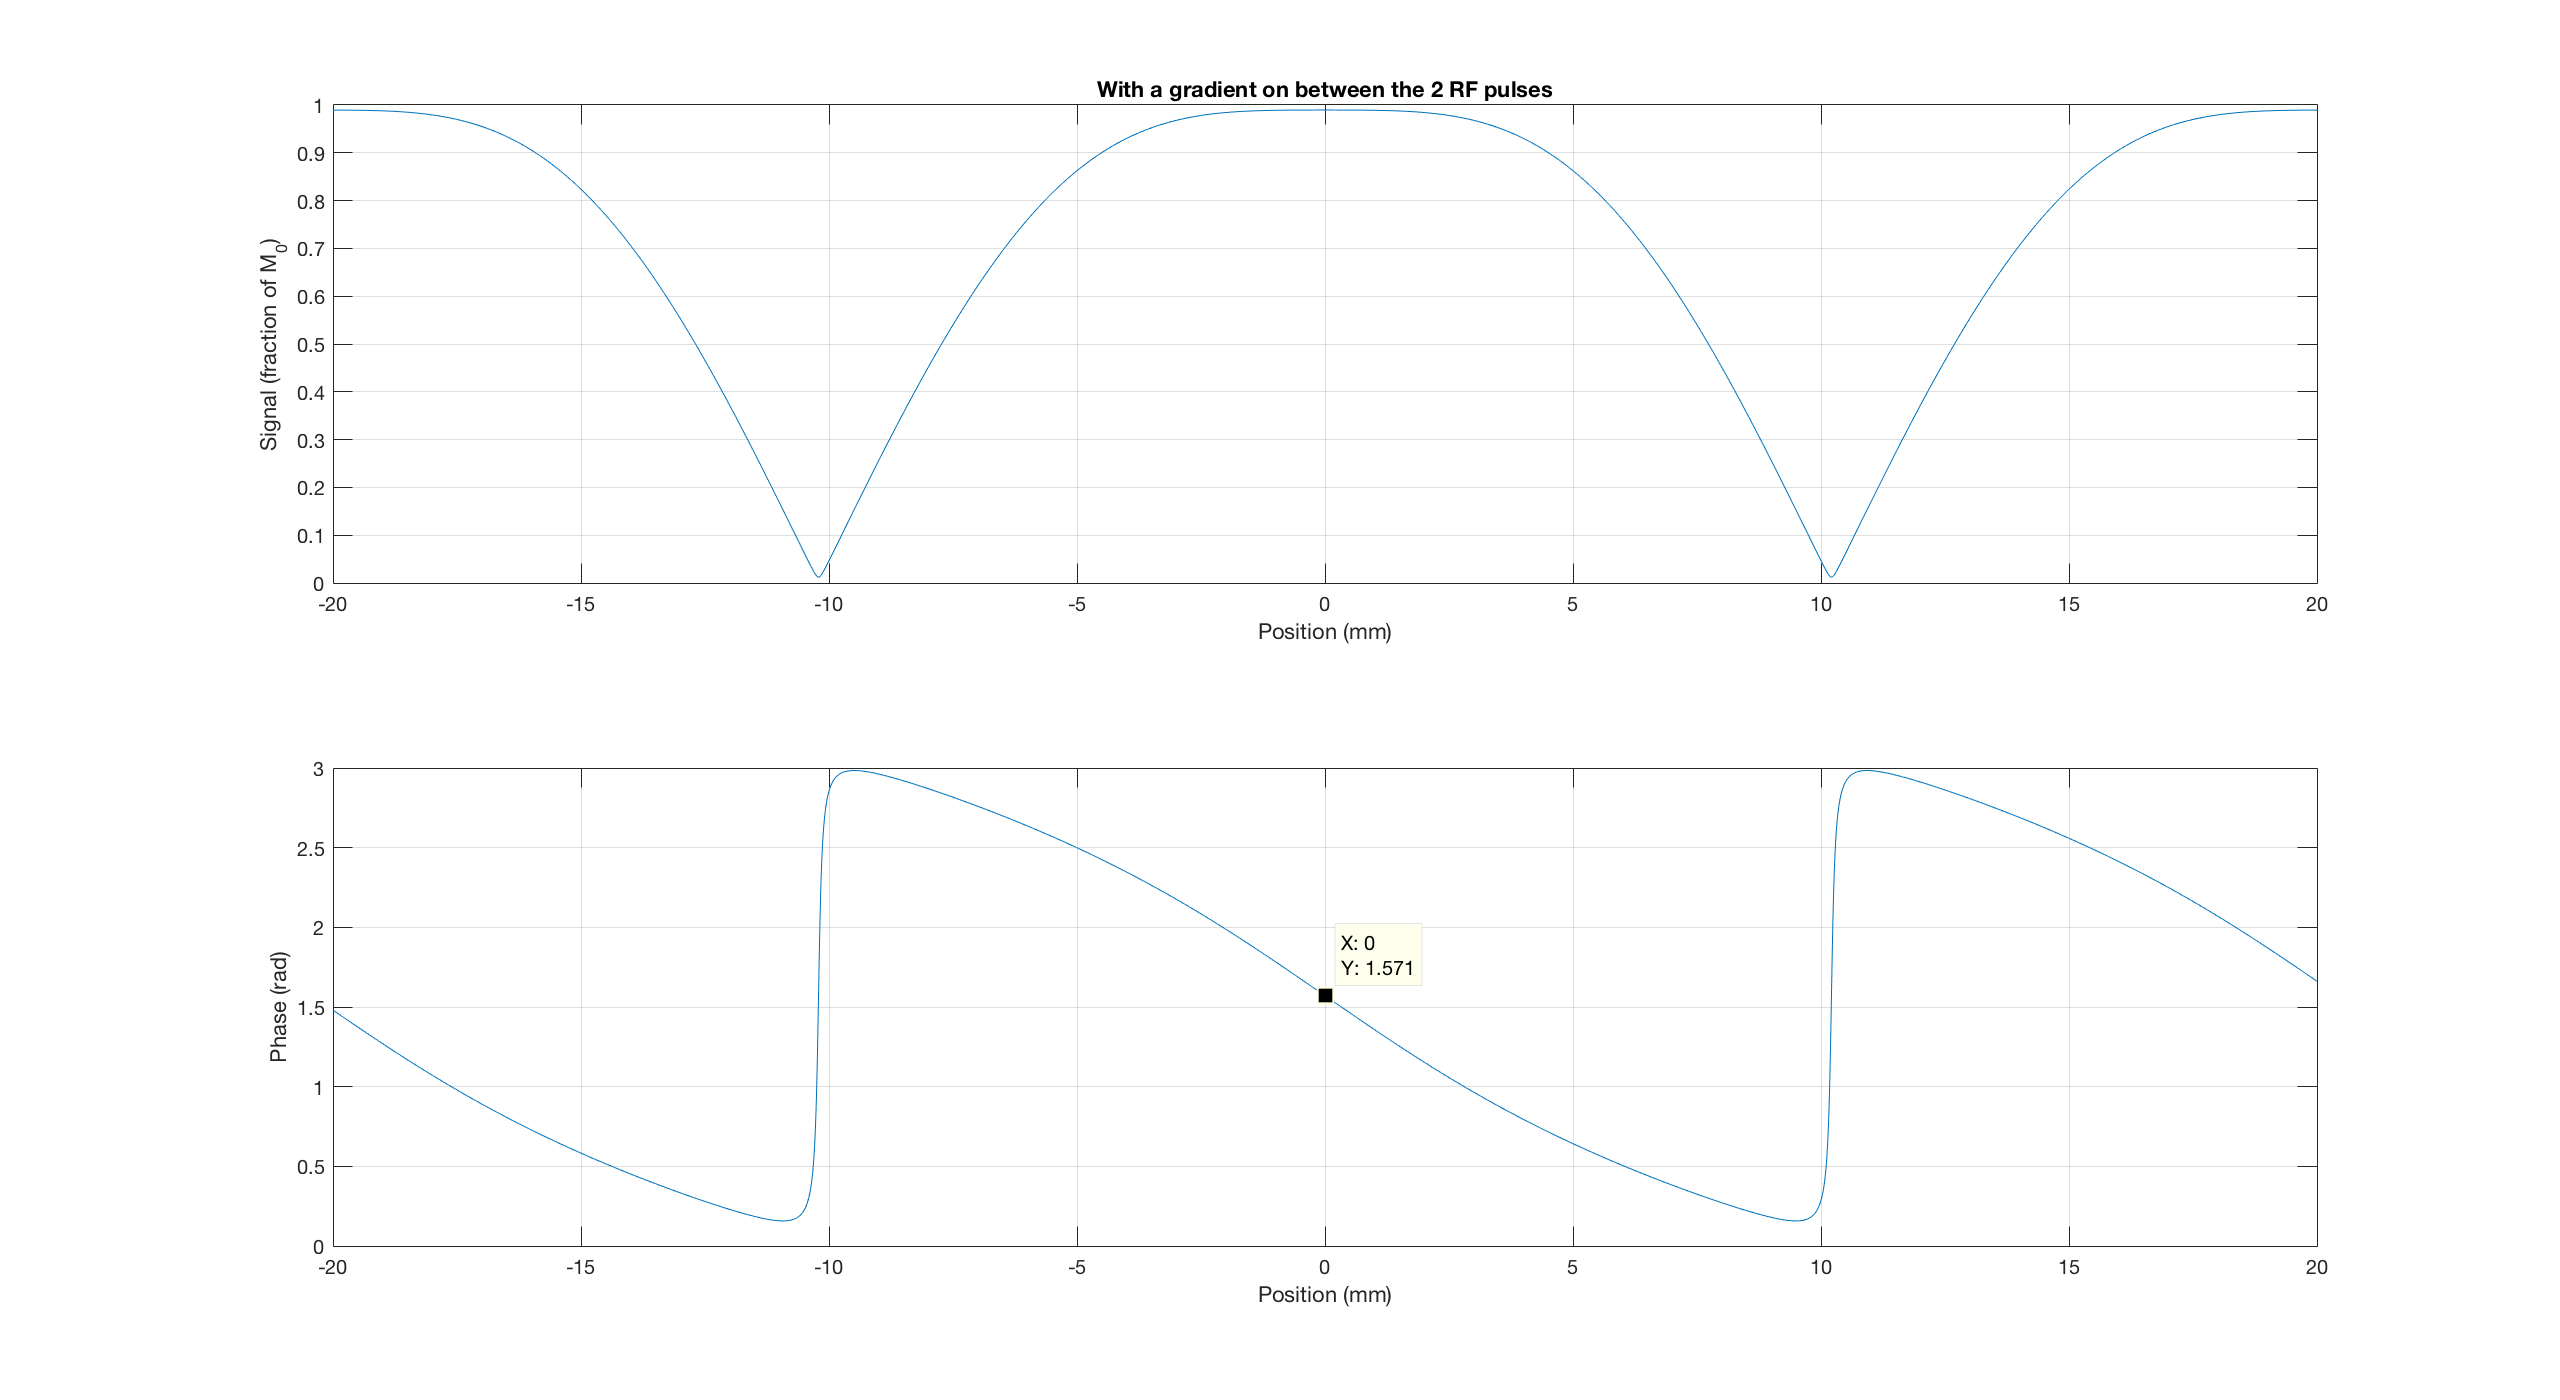 With a gradient on between the 2 RF pulses
1
0.9
0.8
0.7
0.6
0.5
0.4
0.3
0.2
0.1
0
Signal (fraction of M0)
-20 -15 -10 -5 0 5 10 15 20
Position (mm)
3
2.5
2
1.5
1
0.5
0
Phase (rad)
X: 0
Y: 1.571
-20 -15 -10 -5 0 5 10 15 20
Position (mm)